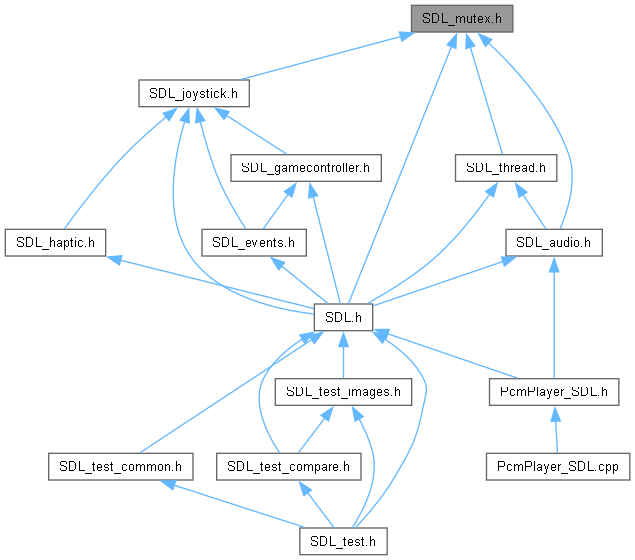 SDL_mutex.h
SDL_joystick.h
SDL_gamecontroller.h
SDL_thread.h
SDL_haptic.h
SDL_events.h
SDL_audio.h
SDL.h
SDL_test_images.h
PcmPlayer_SDL.h
SDL_test_common.h
SDL_test_compare.h
PcmPlayer_SDL.cpp
SDL_test.h